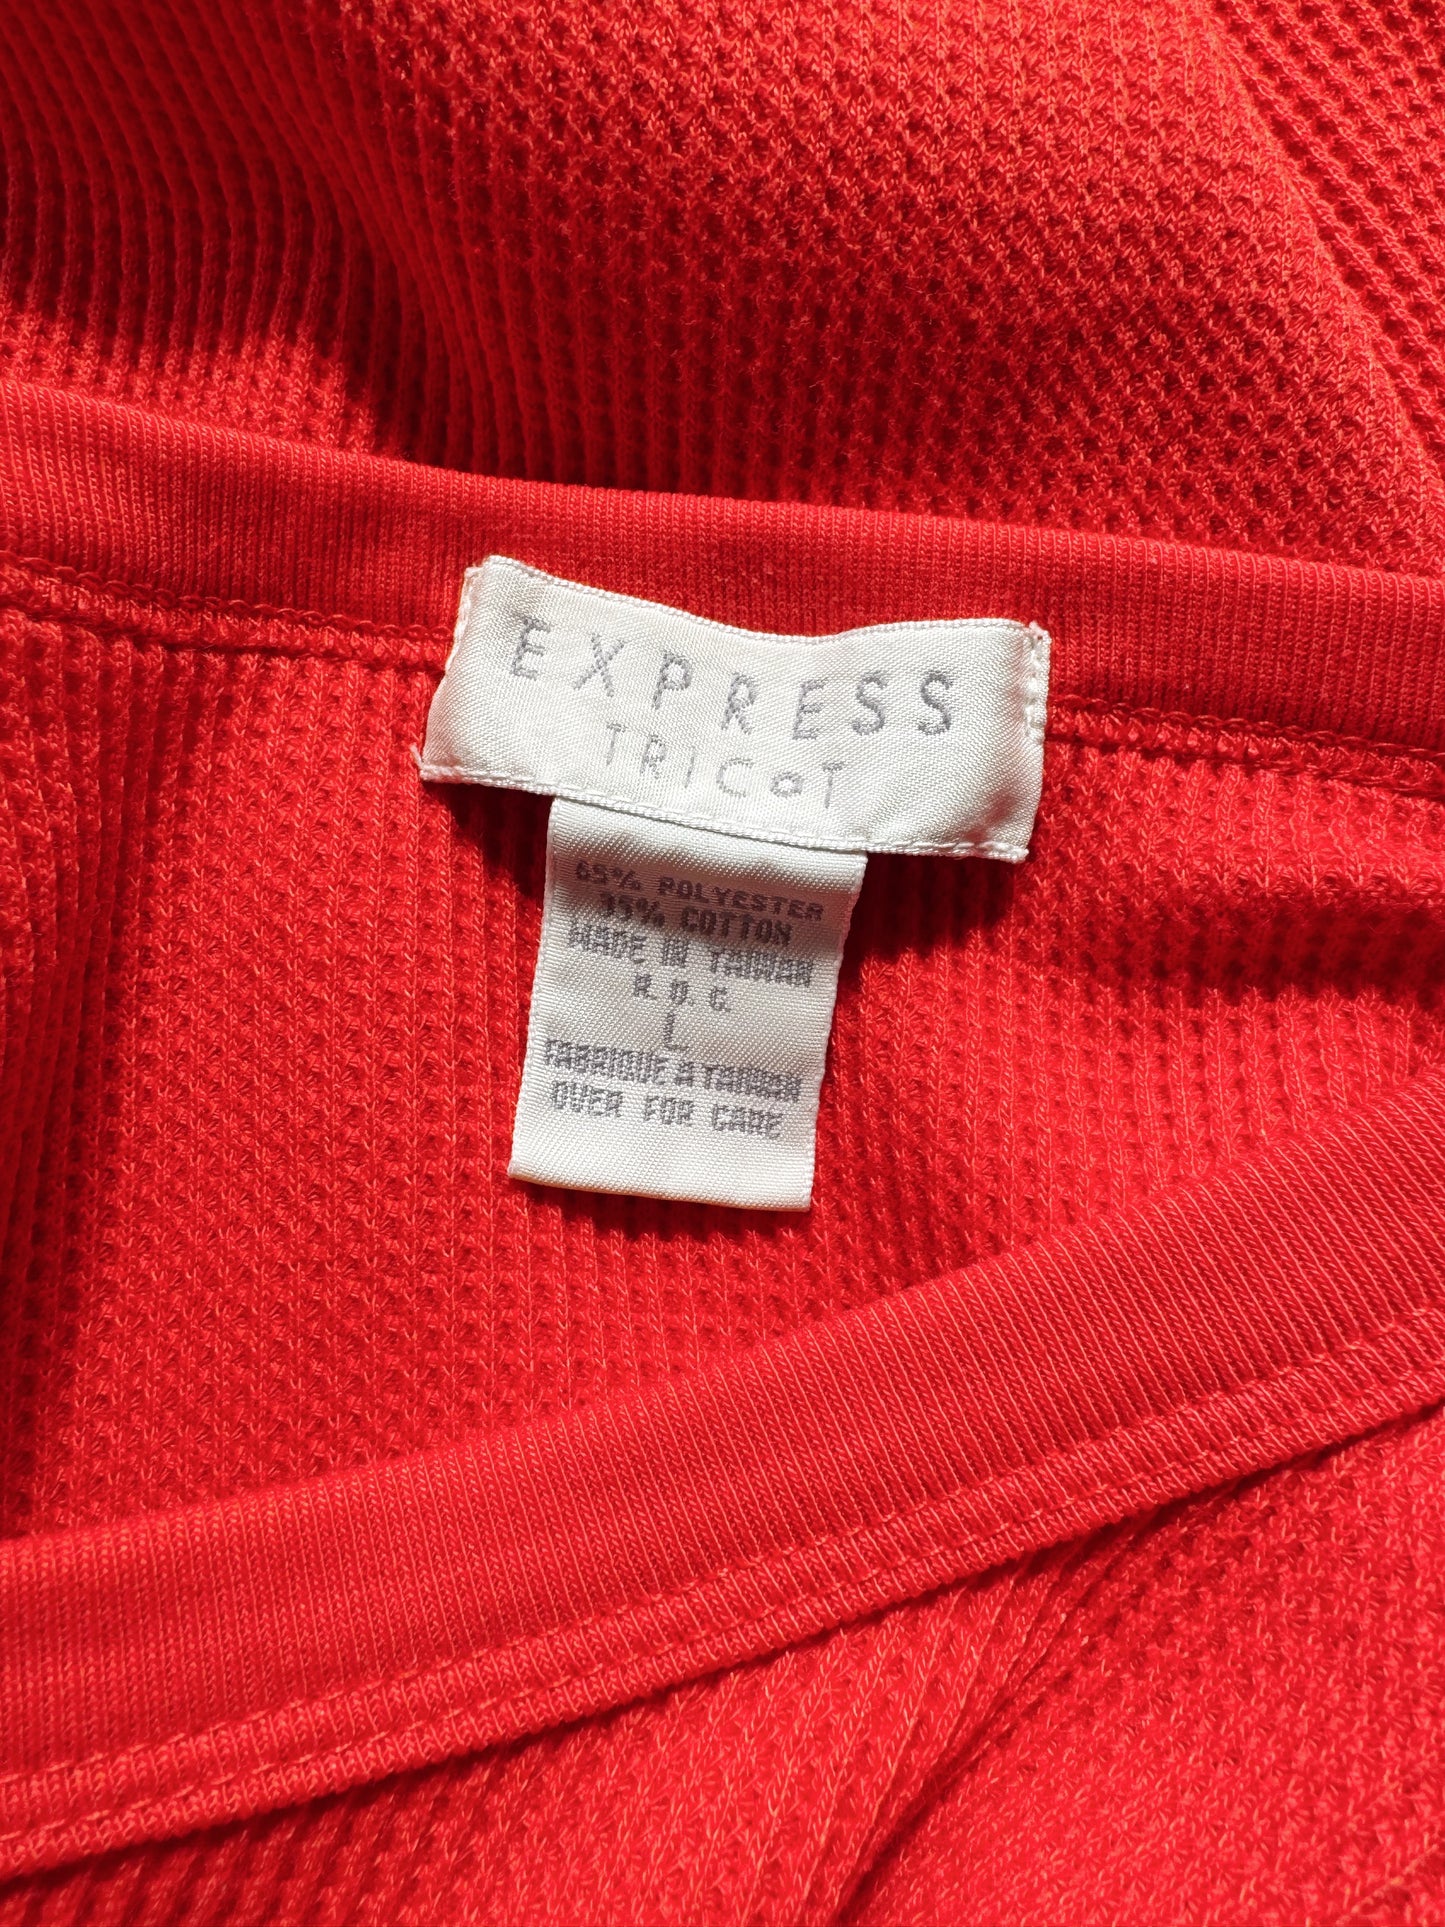 EXPRESS
TRICOT
65% POLYESTER
35% COTTON
MADE IN TAIWAN
R. O. C.
L
FABRIQUE A TAIWAN
OVER FOR CARE